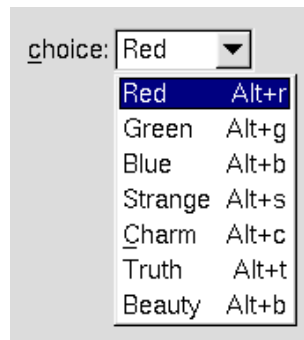 choice: Red
Red Alt+r
Green Alt+g
Blue Alt+b
Strange Alt+s
Charm Alt+c
Truth Alt+t
Beauty Alt+b